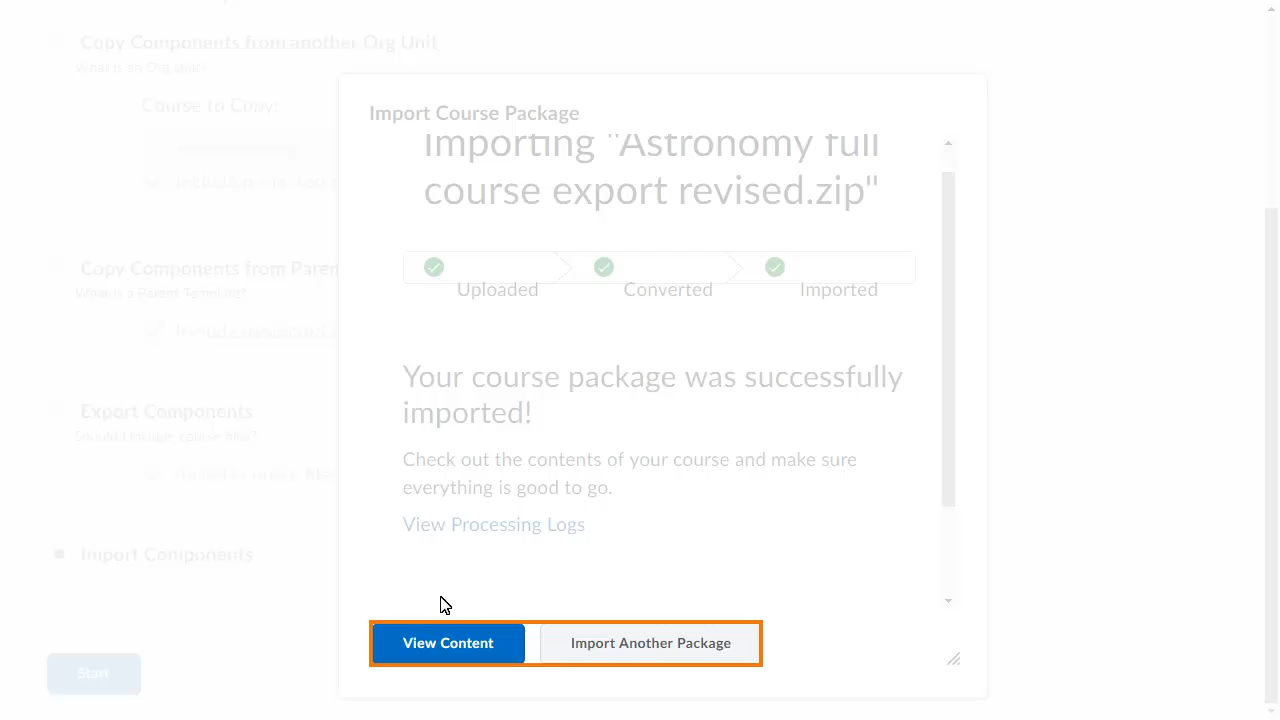 Copy Components from another Org Unit
What is an Org Unit?
Course to Copy:
Copy Components from Paren
What is a Parent Template?
Export Components
Should I include course files?
Import Components
Start
Import Course Package
Importing "Astronomy full
course export revised.zip"
Uploaded Converted Imported
Your course package was successfully
imported!
Check out the contents of your course and make sure
everything is good to go.
View Processing Logs
View Content Import Another Package